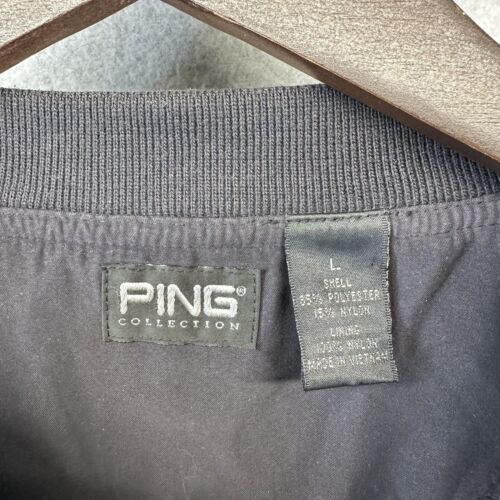 PING®
COLLECTION
L
SHELL
85% POLYESTER
15% NYLON
LINING
100% NYLON
MADE IN VIETNAM